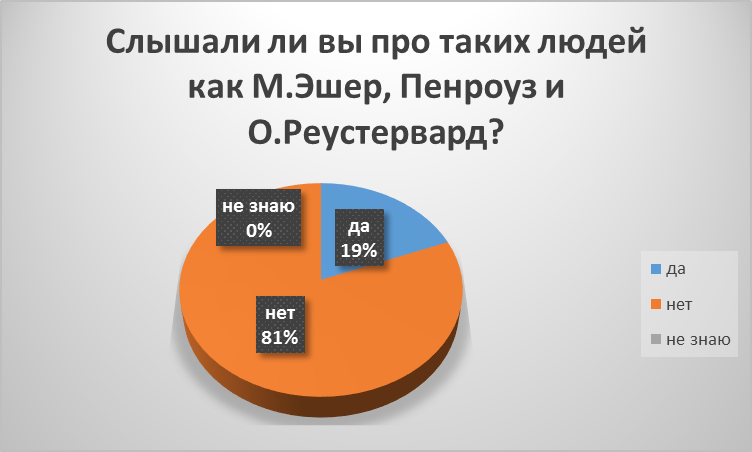 Слышали ли вы про таких людей
как М.Эшер, Пенроуз и
О.Реустервард?
не знаю
0%
да
19%
нет
81%
да
нет
не знаю